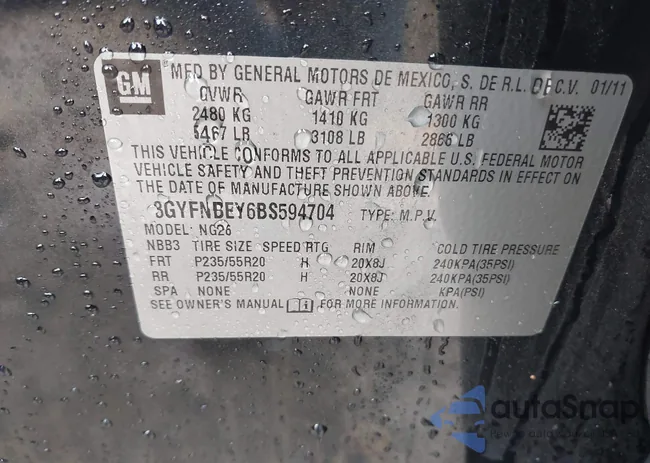 GM
MFD BY GENERAL MOTORS DE MEXICO, S. DE R.L. DE C.V. 01/11
GVWR GAWR FRT GAWR RR
2480 KG 1410 KG 1300 KG
5467 LB 3108 LB 2866 LB
THIS VEHICLE CONFORMS TO ALL APPLICABLE U.S. FEDERAL MOTOR
VEHICLE SAFETY AND THEFT PREVENTION STANDARDS IN EFFECT ON
THE DATE OF MANUFACTURE SHOWN ABOVE.
3GYFNBEY6BS594704 TYPE: M.P.V.
MODEL: NG26
NBB3 TIRE SIZE SPEED RTG RIM COLD TIRE PRESSURE
FRT P235/55R20 H 20X8J 240KPA(35PSI)
RR P235/55R20 H 20X8J 240KPA(35PSI)
SPA NONE NONE KPA(PSI)
SEE OWNER'S MANUAL FOR MORE INFORMATION.
autoSnap